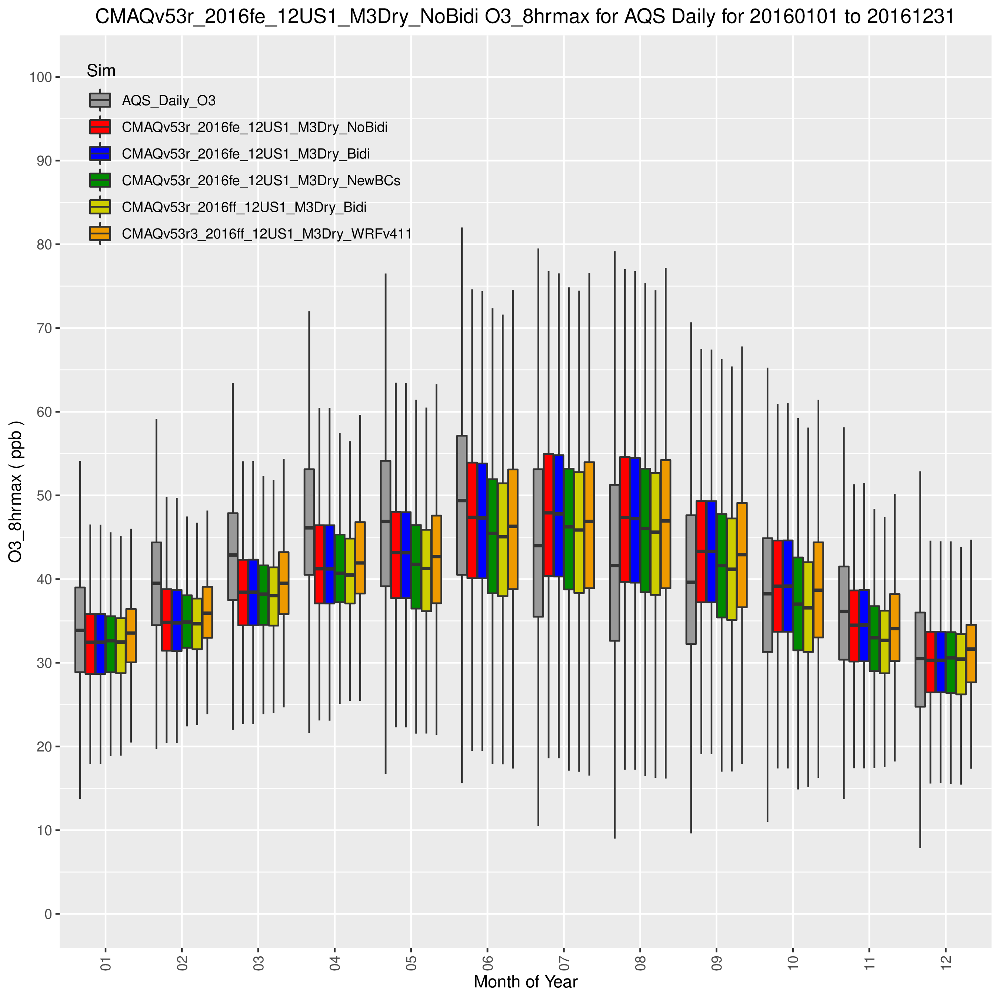 CMAQv53r_2016fe_12US1_M3Dry_NoBidi O3_8hrmax for AQS Daily for 20160101 to 20161231
Sim
AQS_Daily_O3
CMAQv53r_2016fe_12US1_M3Dry_NoBidi
CMAQv53r_2016fe_12US1_M3Dry_Bidi
CMAQv53r_2016fe_12US1_M3Dry_NewBCs
CMAQv53r_2016ff_12US1_M3Dry_Bidi
CMAQv53r3_2016ff_12US1_M3Dry_WRFv411
O3_8hrmax ( ppb )
100
90
80
70
60
50
40
30
20
10
0
01 02 03 04 05 06 07 08 09 10 11 12
Month of Year